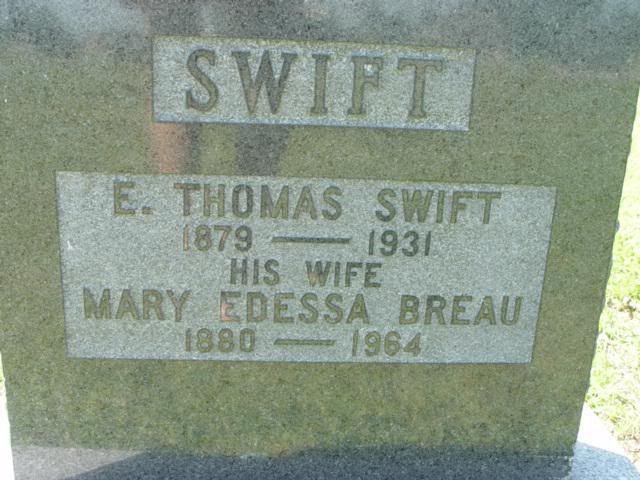 SWIFT
E. THOMAS SWIFT
1879 — 1931
HIS WIFE
MARY EDESSA BREAU
1880 — 1964